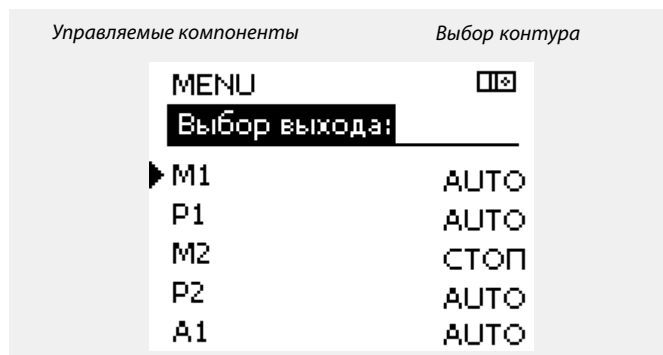 Управляемые компоненты Выбор контура
MENU
Выбор выхода:
M1 AUTO
P1 AUTO
M2 СТОП
P2 AUTO
A1 AUTO